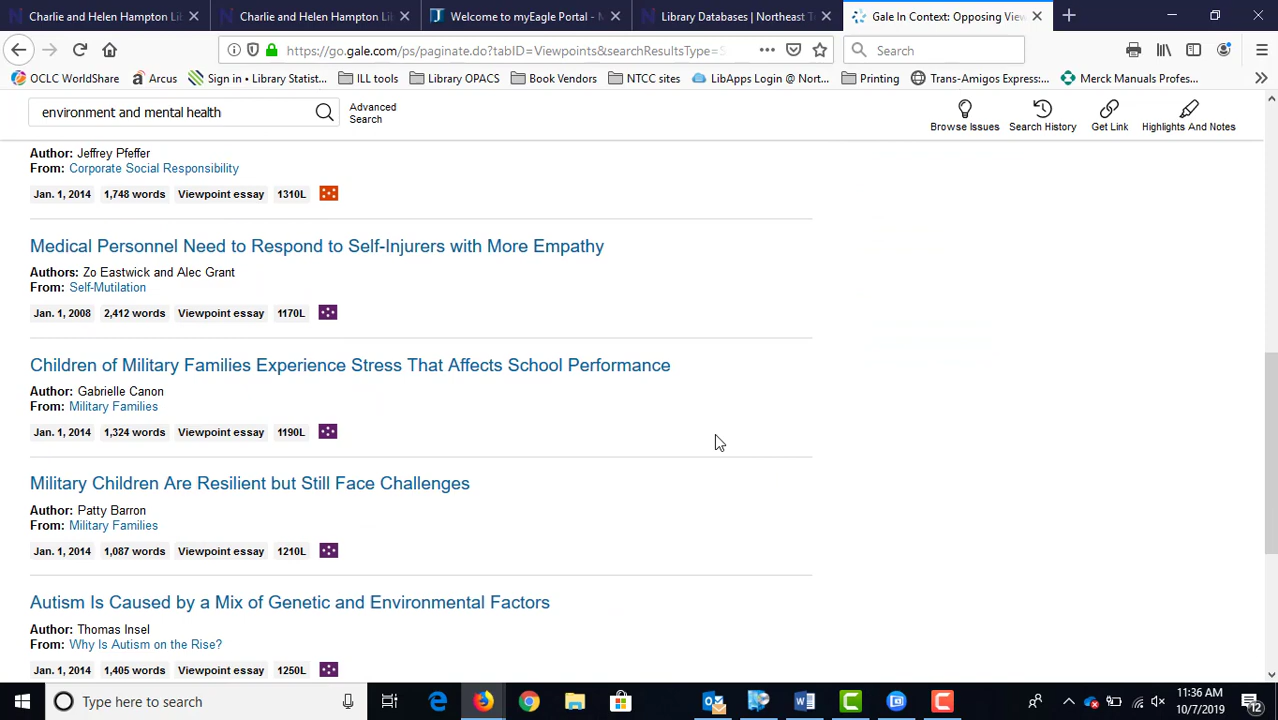 Charlie and Helen Hampton Li
Charlie and Helen Hampton Li
Welcome to myEagle Portal - N
Library Databases | Northeast T
Gale In Context: Opposing View
https://go.gale.com/ps/paginate.do?tabID=Viewpoints&searchResultsType=S
Search
OCLC WorldShare
Arcus
Sign in • Library Statist...
ILL tools
Library OPACS
Book Vendors
NTCC sites
LibApps Login @ Nort...
Printing
Trans-Amigos Express:...
Merck Manuals Profes...
environment and mental health
Advanced
Search
Browse Issues
Search History
Get Link
Highlights And Notes
Author: Jeffrey Pfeffer
From: Corporate Social Responsibility
Jan. 1, 2014 1,748 words Viewpoint essay 1310L
Medical Personnel Need to Respond to Self-Injurers with More Empathy
Authors: Zo Eastwick and Alec Grant
From: Self-Mutilation
Jan. 1, 2008 2,412 words Viewpoint essay 1170L
Children of Military Families Experience Stress That Affects School Performance
Author: Gabrielle Canon
From: Military Families
Jan. 1, 2014 1,324 words Viewpoint essay 1190L
Military Children Are Resilient but Still Face Challenges
Author: Patty Barron
From: Military Families
Jan. 1, 2014 1,087 words Viewpoint essay 1210L
Autism Is Caused by a Mix of Genetic and Environmental Factors
Author: Thomas Insel
From: Why Is Autism on the Rise?
Jan. 1, 2014 1,405 words Viewpoint essay 1250L
Type here to search
11:36 AM
10/7/2019
12